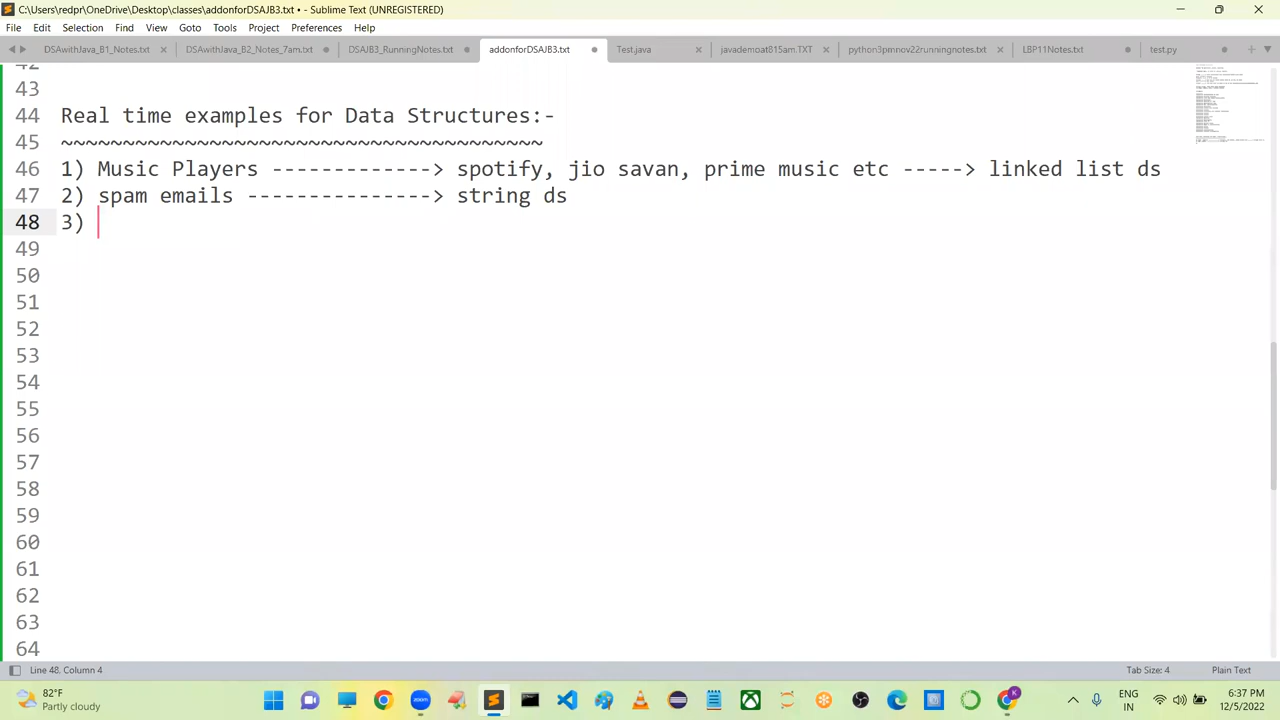 C:\Users\redpr\OneDrive\Desktop\classes\addonforDSAJB3.txt • - Sublime Text (UNREGISTERED)
File Edit Selection Find View Goto Tools Project Preferences Help
DSAwithJava_B1_Notes.txt DSAwithJava_B2_Notes_7am.txt DSAJB3_RunningNotes.txt addonforDSAJB3.txt Test.java javademoat815am.TXT python3pmnov22runningnotes.txt LBP11Notes.txt test.py
42
43
44 Real time examples for Data Structures:-
45 ~~~~~~~~~~~~~~~~~~~~~~~~~~~~~~~~~~~~~~~
46 1) Music Players -------------> spotify, jio savan, prime music etc -----> linked list ds
47 2) spam emails ---------------> string ds
48 3)
49
50
51
52
53
54
55
56
57
58
59
60
61
62
63
64
Line 48, Column 4 Tab Size: 4 Plain Text
82°F
Partly cloudy
zoom
K
ENG
IN
6:37 PM
12/5/2022